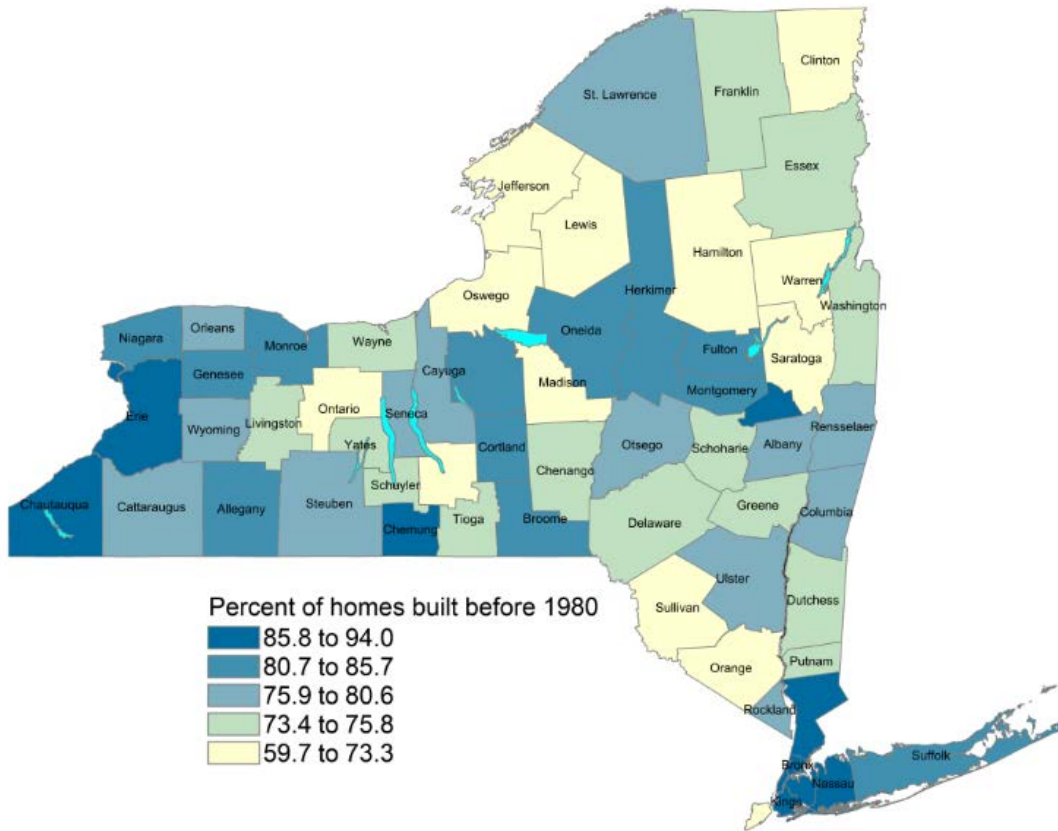 Clinton
St. Lawrence
Franklin
Essex
Jefferson
Lewis
Hamilton
Warren
Herkimer
Oswego
Washington
Oneida
Orleans
Niagara
Monroe
Wayne
Fulton
Saratoga
Cayuga
Genesee
Madison
Montgomery
Erie
Ontario
Seneca
Livingston
Rensselaer
Wyoming
Otsego
Albany
Yates
Cortland
Schoharie
Chenango
Schuyler
Chautauqua
Steuben
Greene
Cattaraugus
Allegany
Columbia
Chemung
Tioga
Broome
Delaware
Ulster
Dutchess
Sullivan
Putnam
Orange
Rockland
Suffolk
Bronx
Nassau
Kings
Percent of homes built before 1980
85.8 to 94.0
80.7 to 85.7
75.9 to 80.6
73.4 to 75.8
59.7 to 73.3